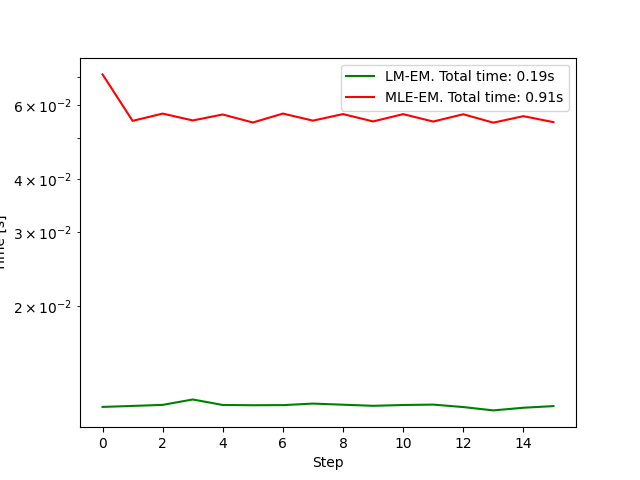 LM-EM. Total time: 0.19s
MLE-EM. Total time: 0.91s
6 × 10⁻²
4 × 10⁻²
3 × 10⁻²
2 × 10⁻²
[s]
0 2 4 6 8 10 12 14
Step